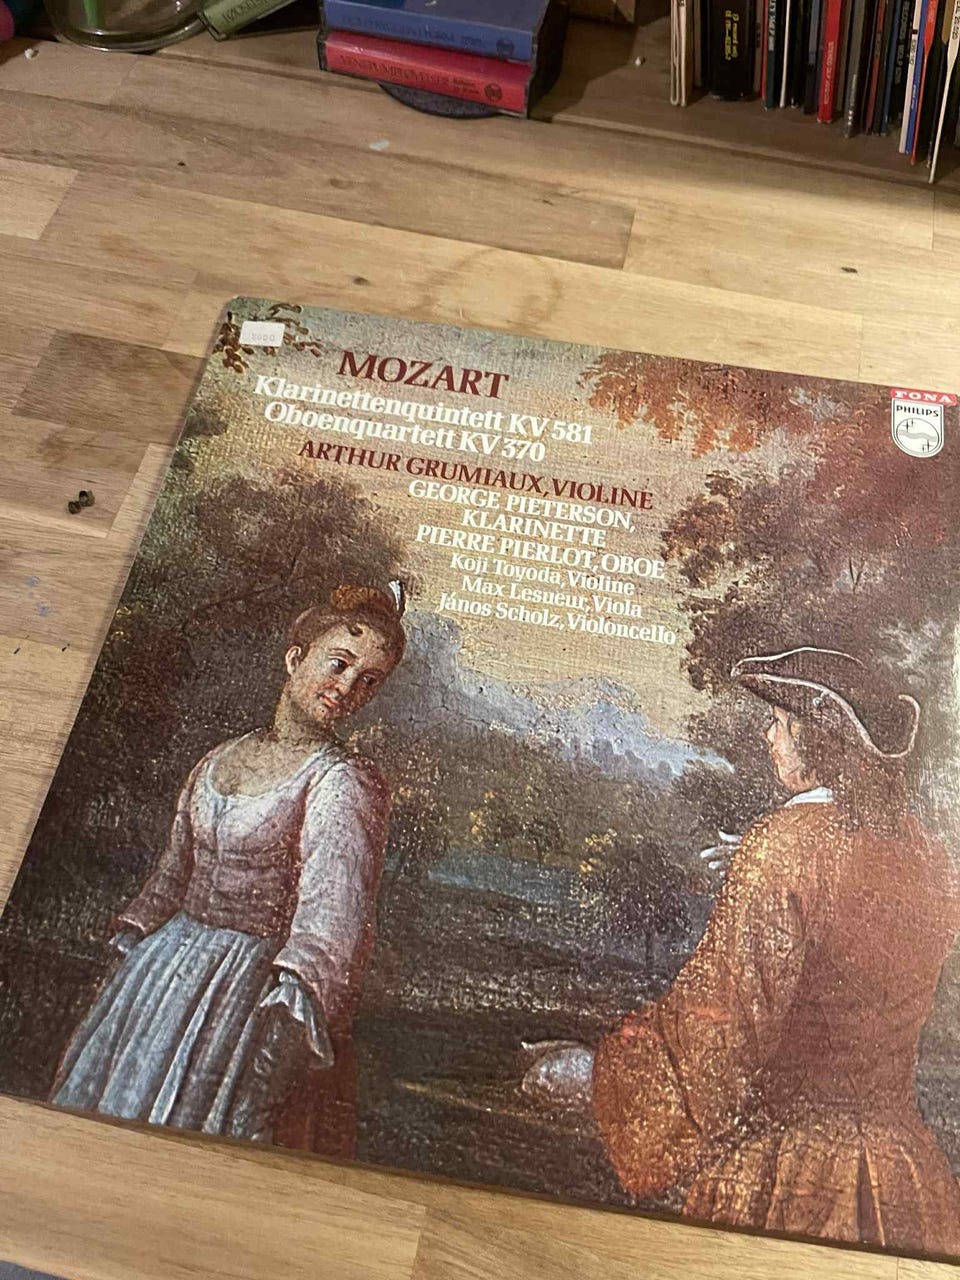 MOZART
Klarinettenquintett KV 581
Oboenquartett KV 370
ARTHUR GRUMIAUX, VIOLINE
GEORGE PIETERSON,
KLARINETTE
PIERRE PIERLOT, OBOE
Koji Toyoda, Violine
Max Lesueur, Viola
János Scholz, Violoncello
FONA
PHILIPS